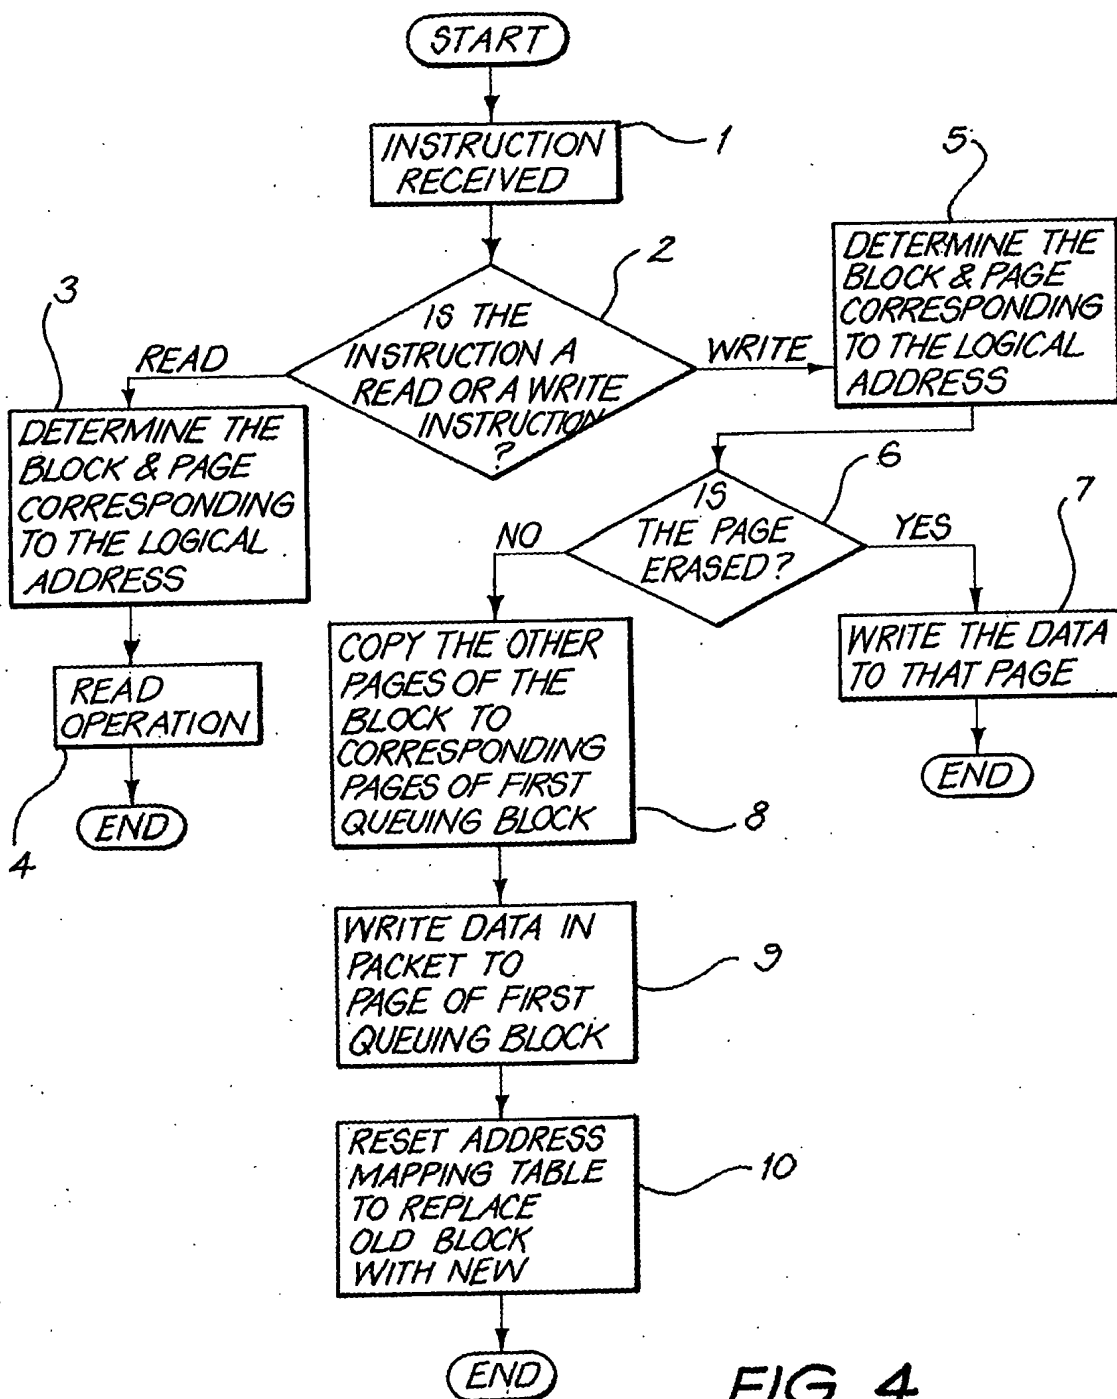 START
INSTRUCTION
RECEIVED
1
IS THE
INSTRUCTION A
READ OR A WRITE
INSTRUCTION
?
2
READ
WRITE
3
DETERMINE THE
BLOCK & PAGE
CORRESPONDING
TO THE LOGICAL
ADDRESS
READ
OPERATION
4
END
5
DETERMINE THE
BLOCK & PAGE
CORRESPONDING
TO THE LOGICAL
ADDRESS
6
IS
THE PAGE
ERASED?
NO
YES
7
WRITE THE DATA
TO THAT PAGE
END
COPY THE OTHER
PAGES OF THE
BLOCK TO
CORRESPONDING
PAGES OF FIRST
QUEUING BLOCK
8
WRITE DATA IN
PACKET TO
PAGE OF FIRST
QUEUING BLOCK
9
RESET ADDRESS
MAPPING TABLE
TO REPLACE
OLD BLOCK
WITH NEW
10
END
FIG. 4